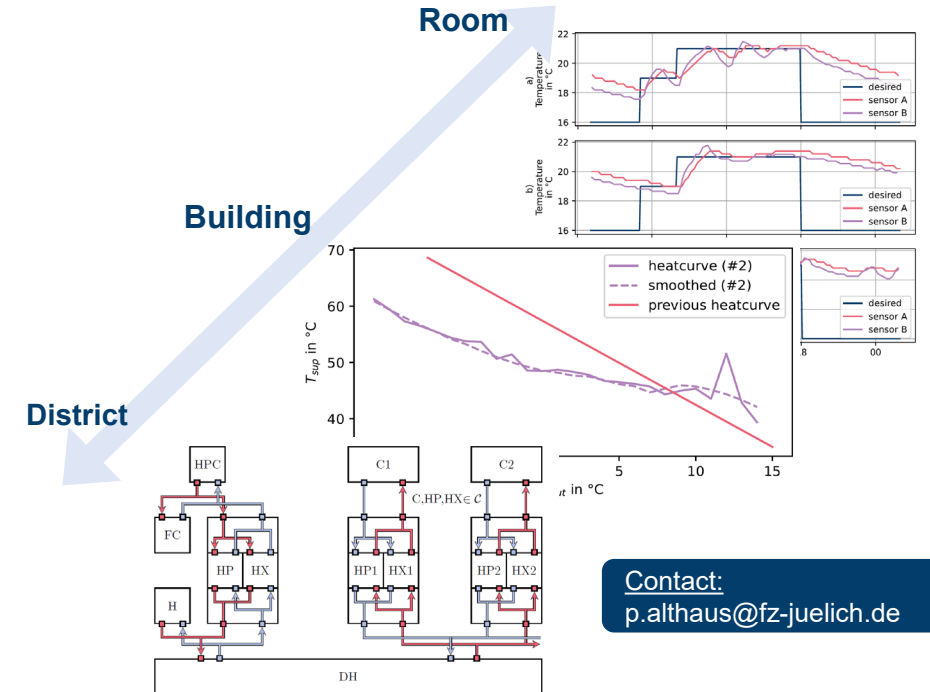 Room
22
20
18
16
a)
Temperature
in °C
desired
sensor A
sensor B
22
20
18
16
b)
Temperature
in °C
desired
sensor A
sensor B
Building
70
60
50
40
T_sup in °C
heatcurve (#2)
smoothed (#2)
previous heatcurve
5
10
15
in °C
desired
sensor A
sensor B
00
District
HPC
C1
C2
C,HP,HX∈ 𝒞
FC
HP
HX
HP1
HX1
HP2
HX2
H
DH
Contact:
p.althaus@fz-juelich.de